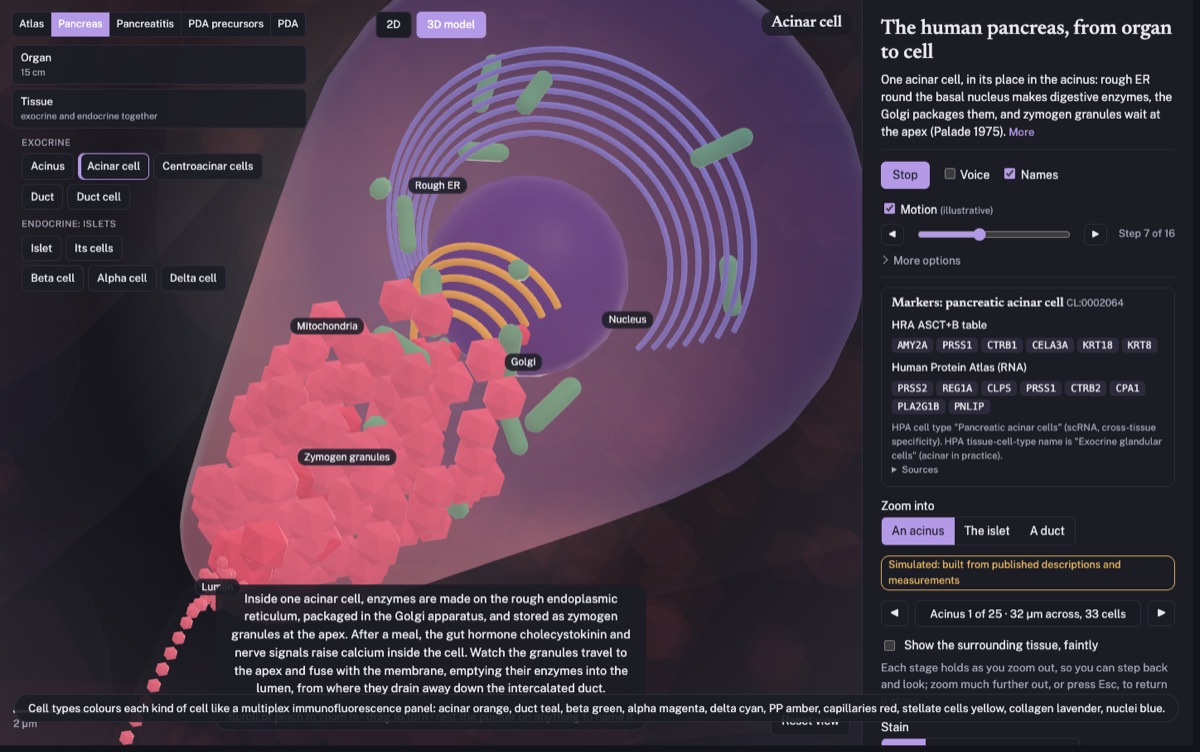 Atlas
Pancreas
Pancreatitis
PDA precursors
PDA
2D
3D model
Acinar cell
Organ
15 cm
Tissue
exocrine and endocrine together
EXOCRINE
Acinus
Acinar cell
Centroacinar cells
Duct
Duct cell
ENDOCRINE: ISLETS
Islet
Its cells
Beta cell
Alpha cell
Delta cell
Rough ER
Mitochondria
Nucleus
Golgi
Zymogen granules
Inside one acinar cell, enzymes are made on the rough endoplasmic
reticulum, packaged in the Golgi apparatus, and stored as zymogen
granules at the apex. After a meal, the gut hormone cholecystokinin and
nerve signals raise calcium inside the cell. Watch the granules travel to
the apex and fuse with the membrane, emptying their enzymes into the
lumen, from where they drain away down the intercalated duct.
Cell types colours each kind of cell like a multiplex immunofluorescence panel: acinar orange, duct teal, beta green, alpha magenta, delta cyan, PP amber, capillaries red, stellate cells yellow, collagen lavender, nuclei blue.
2 µm
Reset view
The human pancreas, from organ
to cell
One acinar cell, in its place in the acinus: rough ER
round the basal nucleus makes digestive enzymes, the
Golgi packages them, and zymogen granules wait at
the apex (Palade 1975). More
Stop
Voice
Names
Motion (illustrative)
Step 7 of 16
More options
Markers: pancreatic acinar cell CL:0002064
HRA ASCT+B table
AMY2A PRSS1 CTRB1 CELA3A KRT18 KRT8
Human Protein Atlas (RNA)
PRSS2 REG1A CLPS PRSS1 CTRB2 CPA1
PLA2G1B PNLIP
HPA cell type "Pancreatic acinar cells" (scRNA, cross-tissue
specificity). HPA tissue-cell-type name is "Exocrine glandular
cells" (acinar in practice).
Sources
Zoom into
An acinus
The islet
A duct
Simulated: built from published descriptions and
measurements
Acinus 1 of 25 · 32 µm across, 33 cells
Show the surrounding tissue, faintly
Each stage holds as you zoom out, so you can step back
and look; zoom much further out, or press Esc, to return
Stain